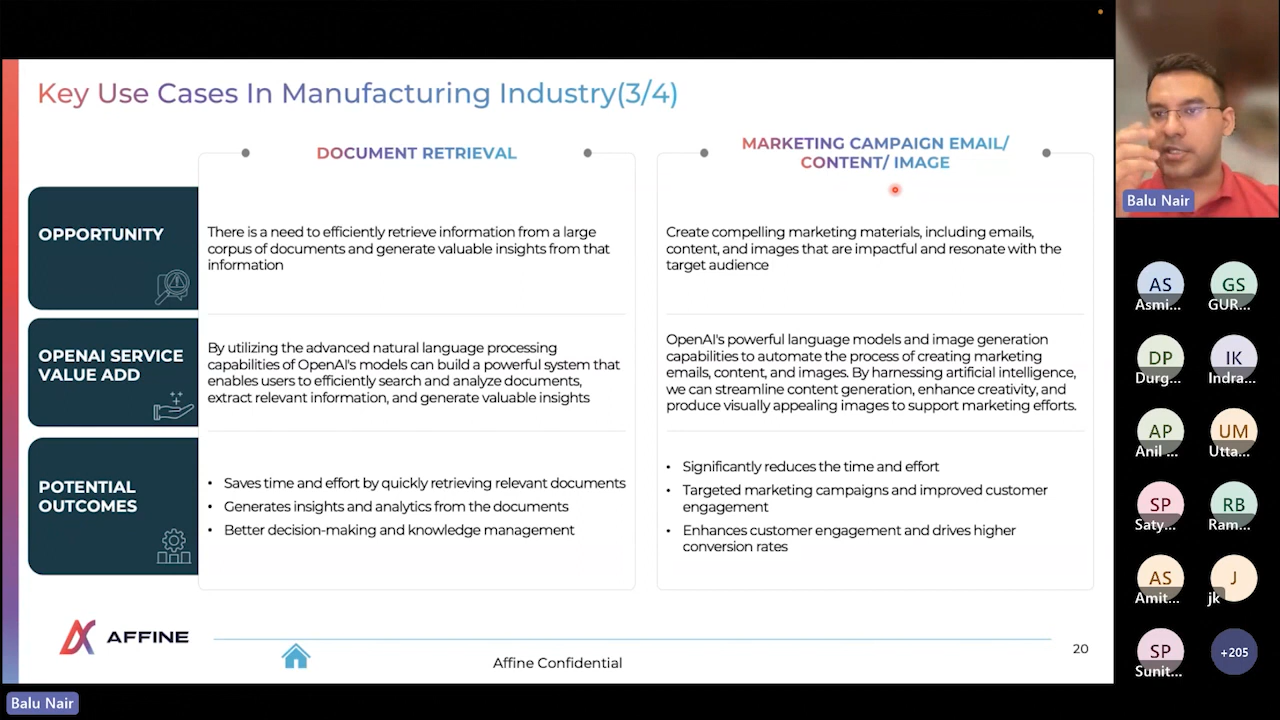 Key Use Cases In Manufacturing Industry(3/4)
DOCUMENT RETRIEVAL
MARKETING CAMPAIGN EMAIL/
CONTENT/ IMAGE
OPPORTUNITY
There is a need to efficiently retrieve information from a large
corpus of documents and generate valuable insights from that
information
Create compelling marketing materials, including emails,
content, and images that are impactful and resonate with the
target audience
OPENAI SERVICE
VALUE ADD
By utilizing the advanced natural language processing
capabilities of OpenAI's models can build a powerful system that
enables users to efficiently search and analyze documents,
extract relevant information, and generate valuable insights
OpenAI's powerful language models and image generation
capabilities to automate the process of creating marketing
emails, content, and images. By harnessing artificial intelligence,
we can streamline content generation, enhance creativity, and
produce visually appealing images to support marketing efforts.
POTENTIAL
OUTCOMES
• Saves time and effort by quickly retrieving relevant documents
• Generates insights and analytics from the documents
• Better decision-making and knowledge management
• Significantly reduces the time and effort
• Targeted marketing campaigns and improved customer
engagement
• Enhances customer engagement and drives higher
conversion rates
AFFINE
Affine Confidential
20
Balu Nair
Balu Nair
AS
Asmi...
GS
GUR...
DP
Durg...
IK
Indra...
AP
Anil ...
UM
Utta...
SP
Saty...
RB
Ram...
AS
Amit...
J
jk
SP
Sunit...
+205